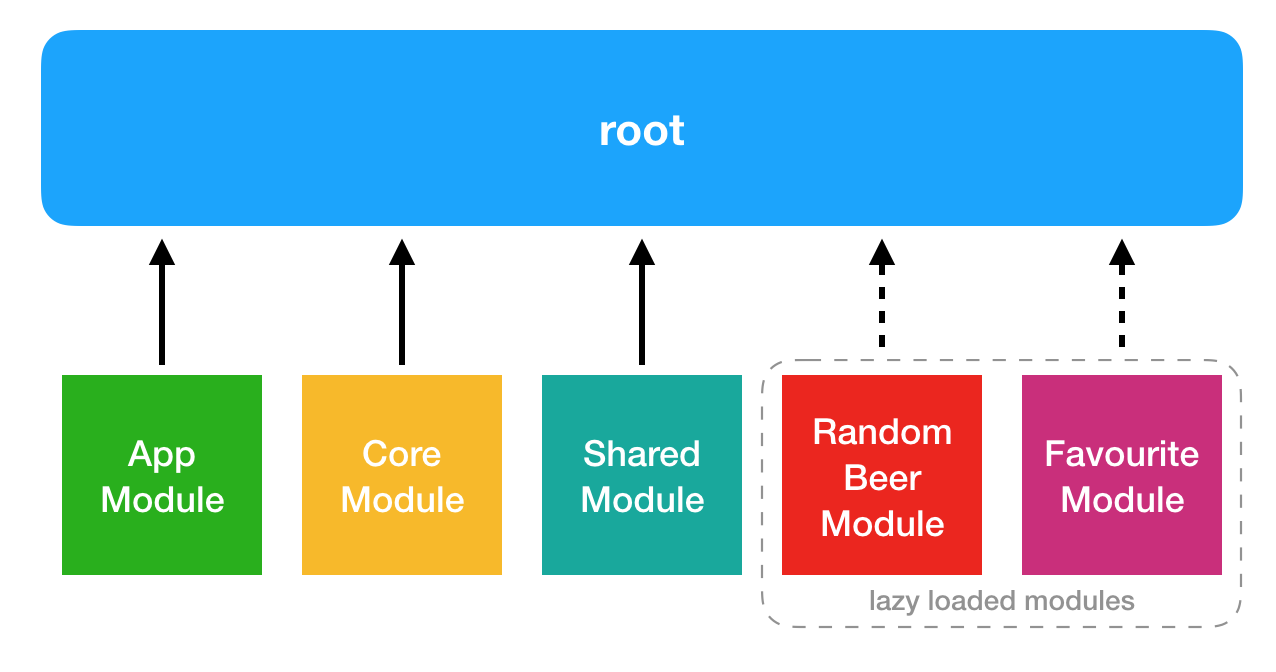 root
App
Module
Core
Module
Shared
Module
Random
Beer
Module
Favourite
Module
lazy loaded modules